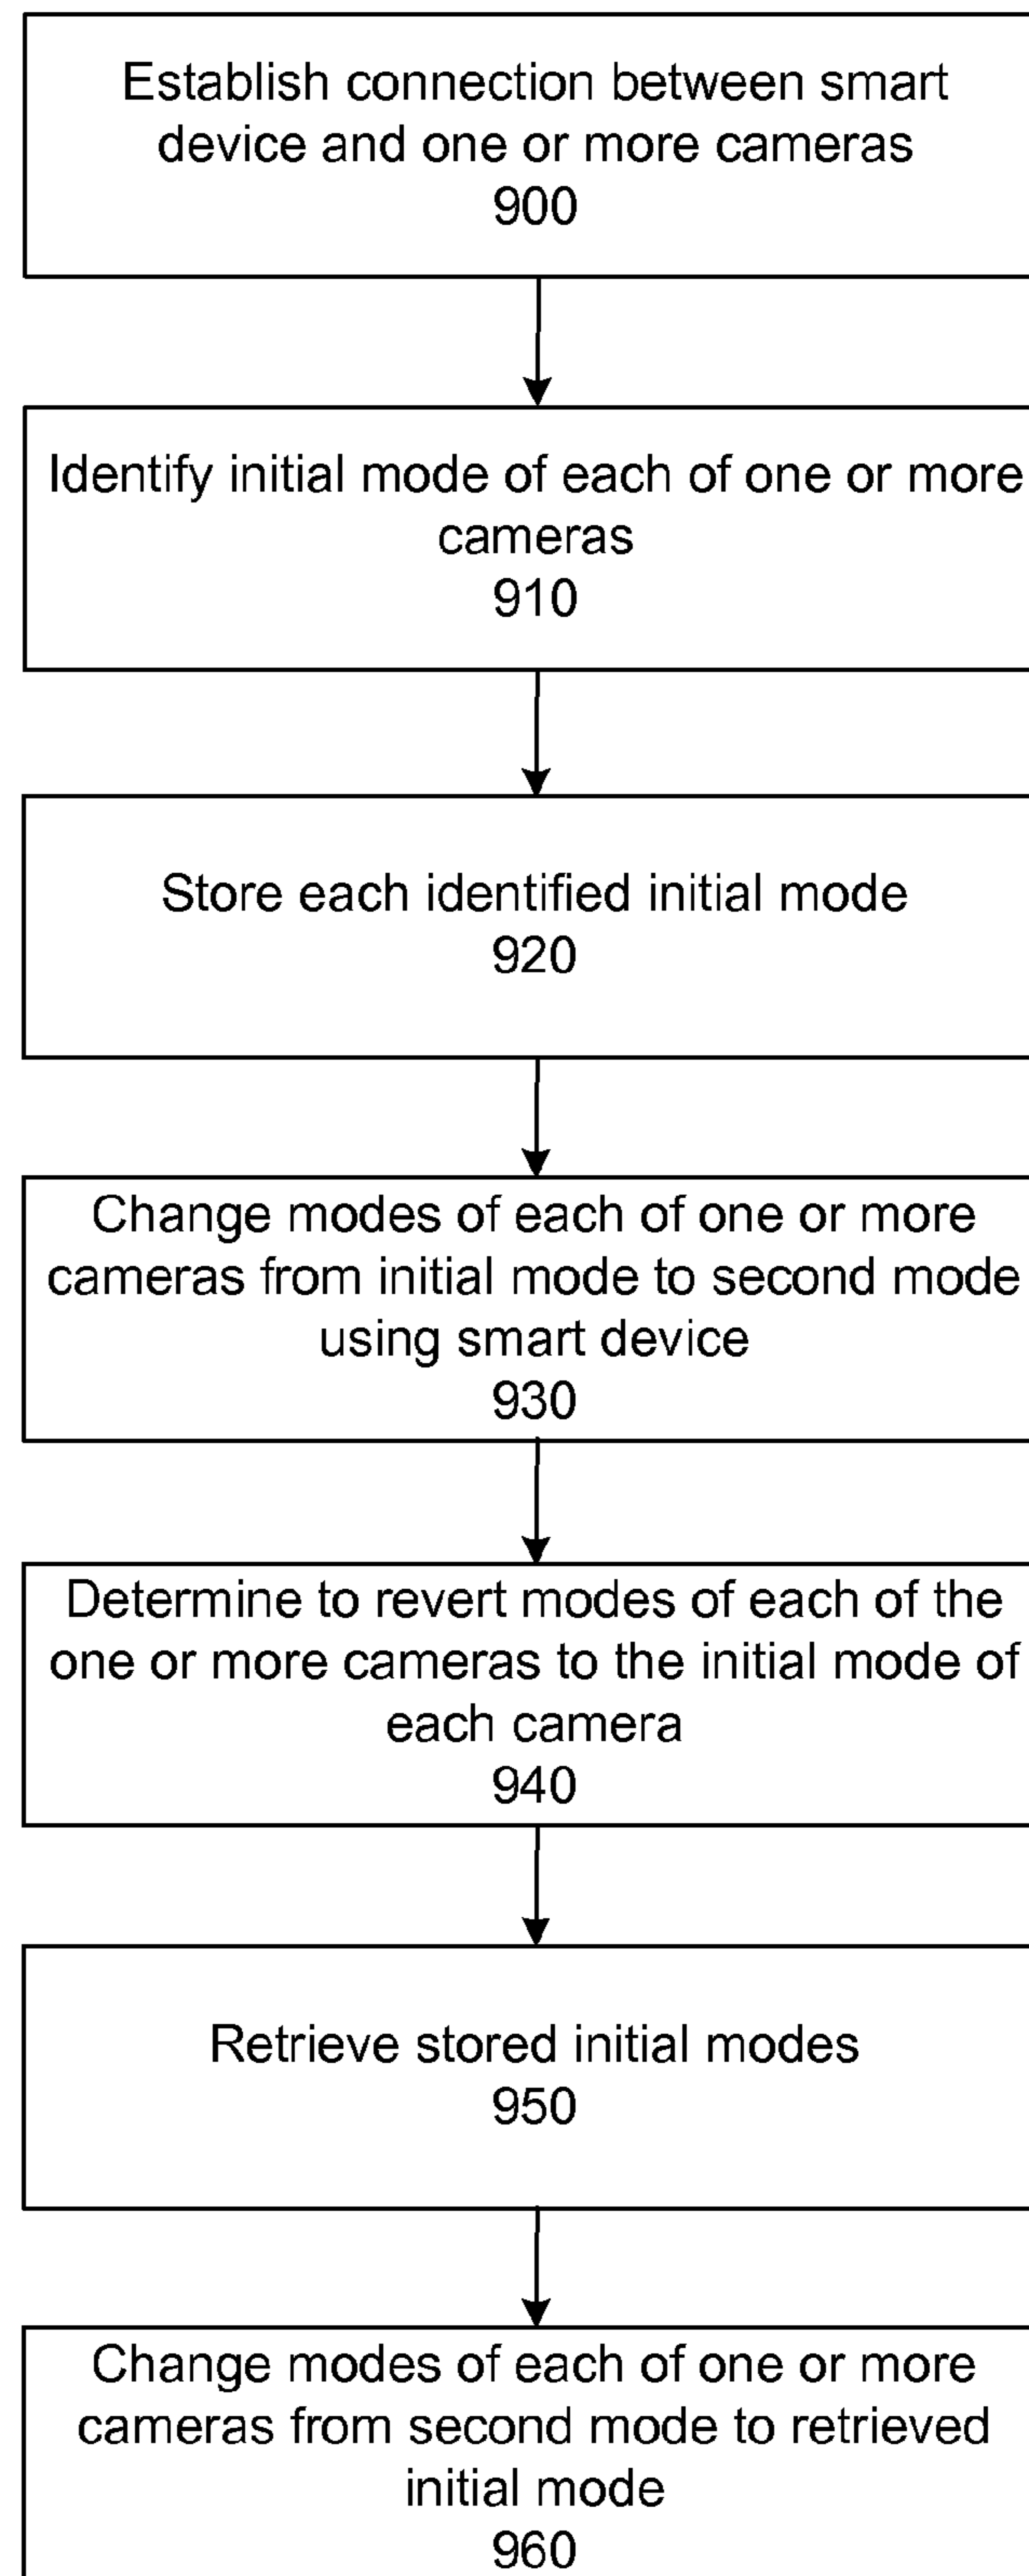 Establish connection between smart
device and one or more cameras
900
Identify initial mode of each of one or more
cameras
910
Store each identified initial mode
920
Change modes of each of one or more
cameras from initial mode to second mode
using smart device
930
Determine to revert modes of each of the
one or more cameras to the initial mode of
each camera
940
Retrieve stored initial modes
950
Change modes of each of one or more
cameras from second mode to retrieved
initial mode
960